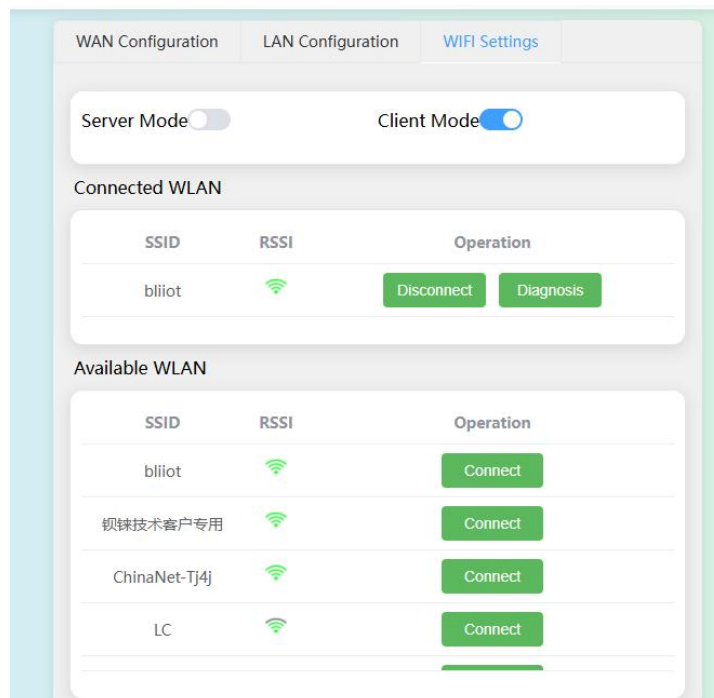 WAN Configuration LAN Configuration WIFI Settings
Server Mode Client Mode
Connected WLAN
SSID RSSI Operation
bliiot Disconnect Diagnosis
Available WLAN
SSID RSSI Operation
bliiot Connect
钡铼技术客户专用 Connect
ChinaNet-Tj4j Connect
LC Connect